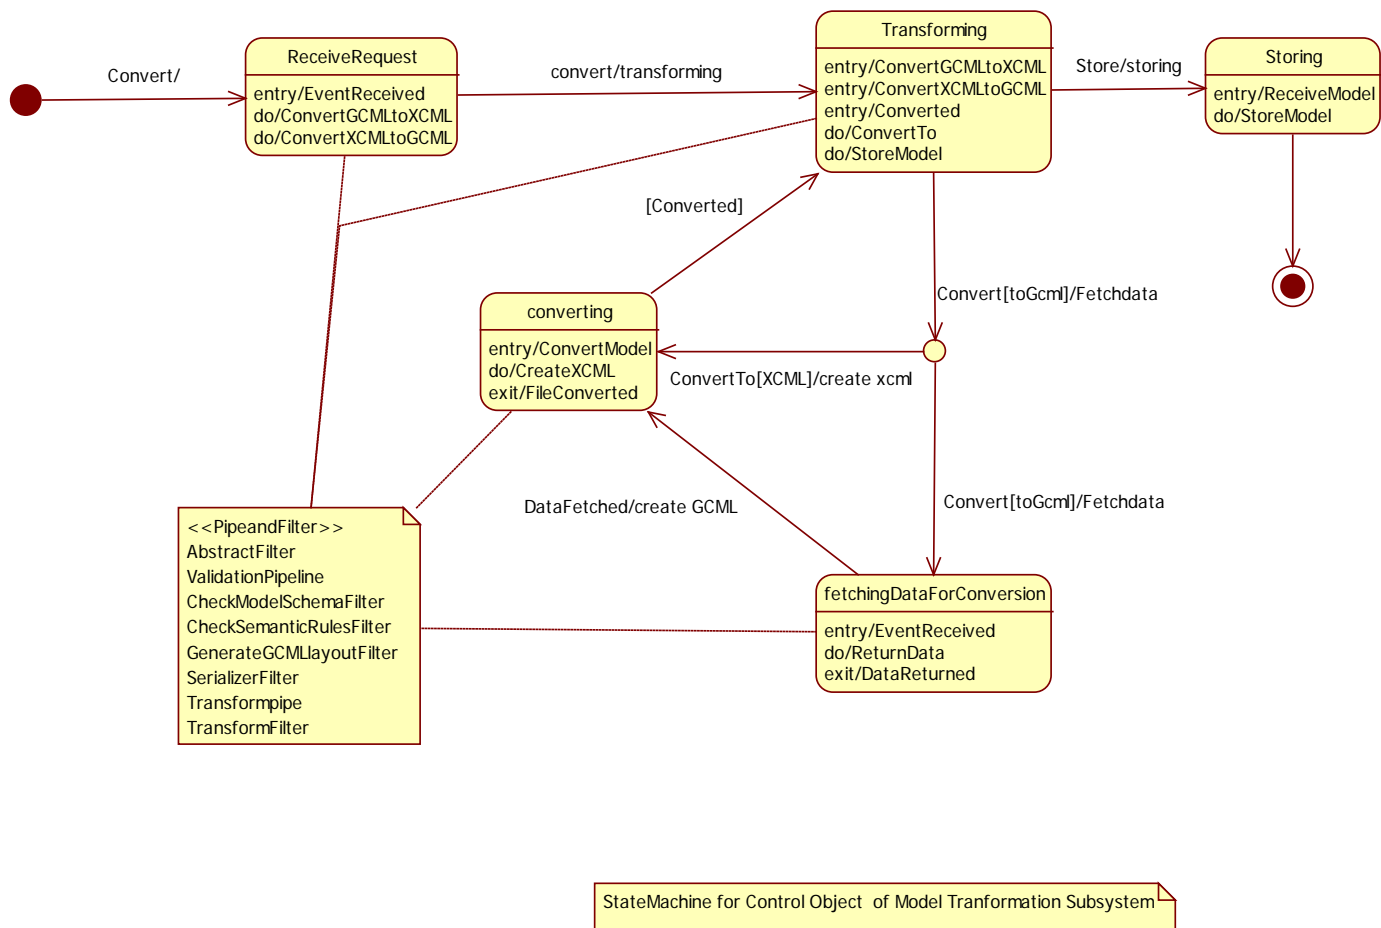 Convert/
ReceiveRequest
entry/EventReceived
do/ConvertGCMLtoXCML
do/ConvertXCMLtoGCML
convert/transforming
Transforming
entry/ConvertGCMLtoXCML
entry/ConvertXCMLtoGCML
entry/Converted
do/ConvertTo
do/StoreModel
Store/storing
Storing
entry/ReceiveModel
do/StoreModel
[Converted]
Convert[toGcml]/Fetchdata
converting
entry/ConvertModel
do/CreateXCML
exit/FileConverted
ConvertTo[XCML]/create xcml
DataFetched/create GCML
Convert[toGcml]/Fetchdata
<<PipeandFilter>>
AbstractFilter
ValidationPipeline
CheckModelSchemaFilter
CheckSemanticRulesFilter
GenerateGCMLlayoutFilter
SerializerFilter
Transformpipe
TransformFilter
fetchingDataForConversion
entry/EventReceived
do/ReturnData
exit/DataReturned
StateMachine for Control Object  of Model Tranformation Subsystem